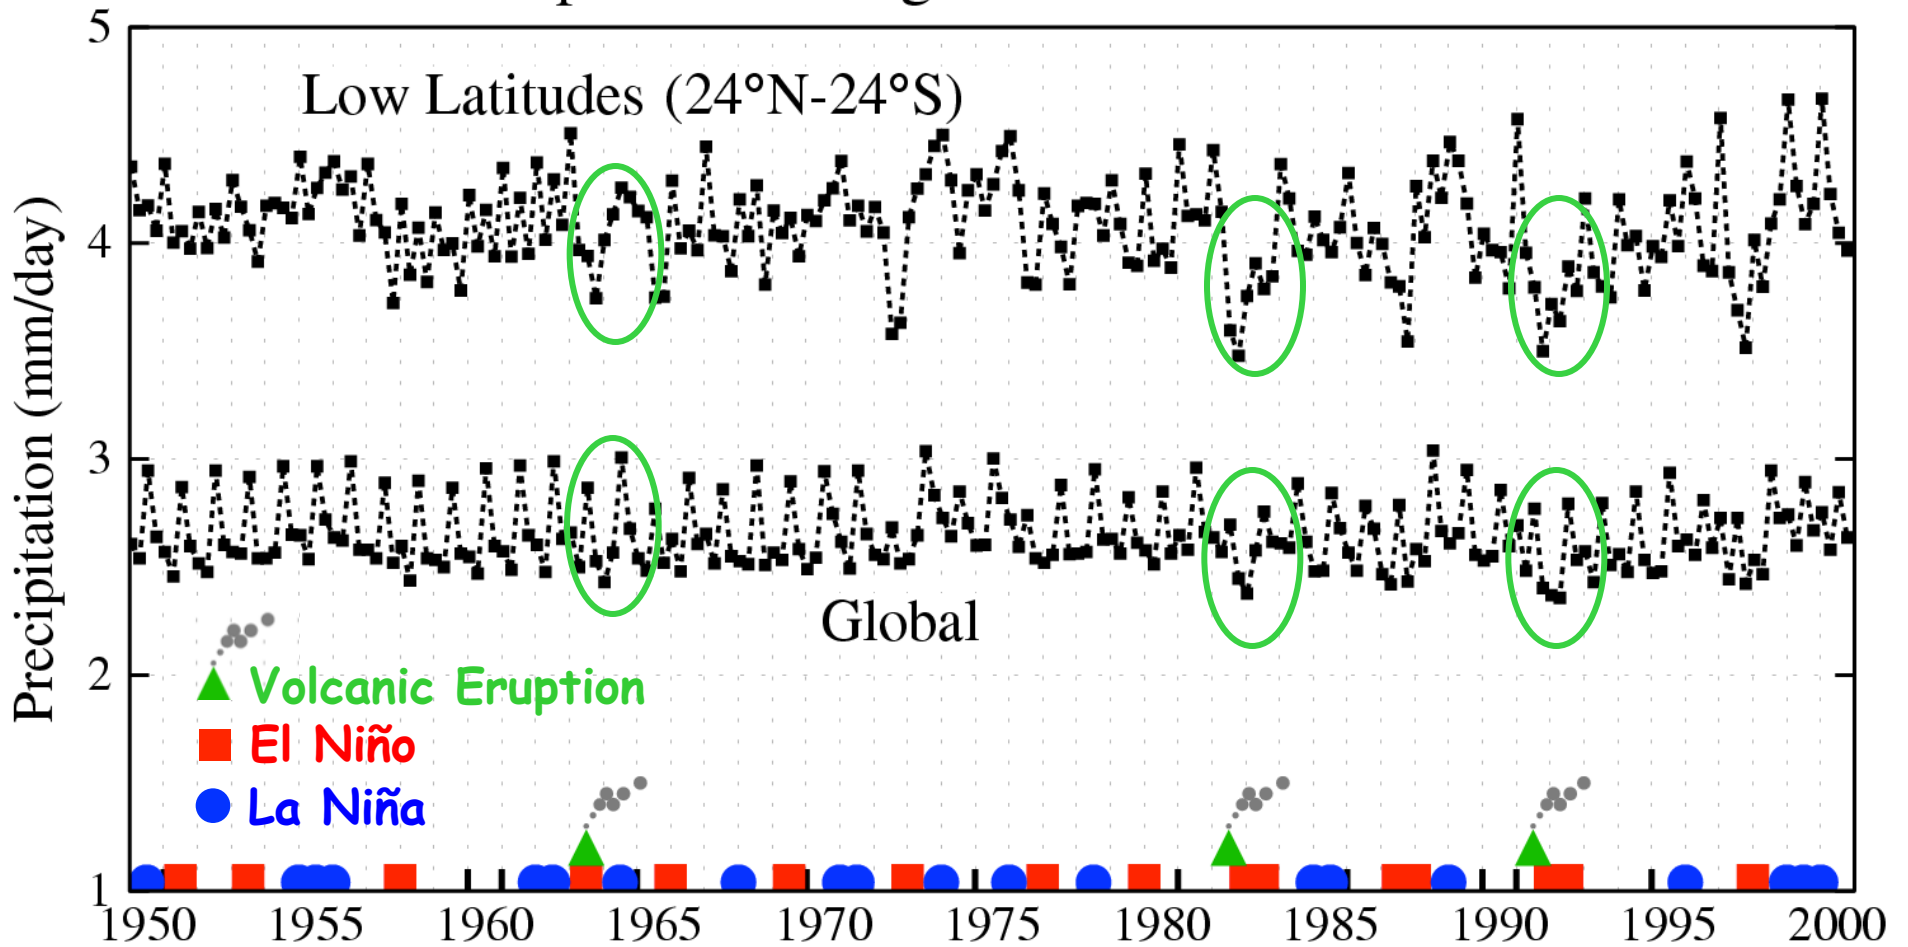 5
Low Latitudes (24°N-24°S)
4
Precipitation (mm/day)
3
Global
2
Volcanic Eruption
El Niño
La Niña
1
1950 1955 1960 1965 1970 1975 1980 1985 1990 1995 2000